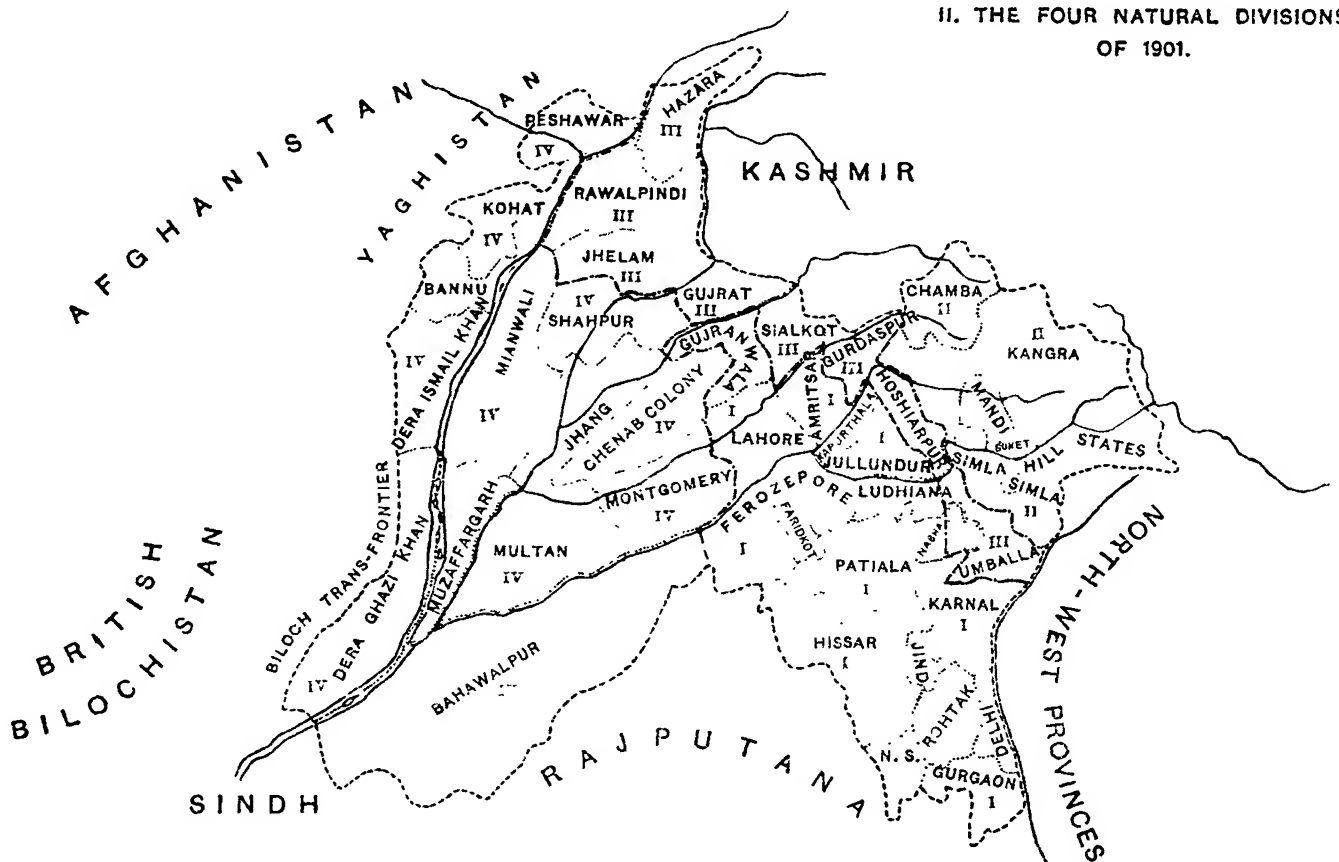 II. THE FOUR NATURAL DIVISIONS
OF 1901.
AFGHANISTAN
YAGHISTAN
PESHAWAR
IV
HAZARA
III
KASHMIR
RAWALPINDI
III
KOHAT
IV
JHELAM
III
BANNU
IV
SHAHPUR
GUJRAT
III
CHAMBA
II
DERA ISMAIL KHAN
IV
MIANWALI
IV
GUJRANWALA
I
SIALKOT
III
GURDASPUR
III
II
KANGRA
JHANG
CHENAB COLONY
IV
LAHORE
AMRITSAR
I
KAPURTHALA
HOSHIARPUR
I
MANDI
SUKET
JULLUNDUR
SIMLA HILL STATES
SIMLA
II
MONTGOMERY
IV
FEROZEPORE
I
LUDHIANA
FARIDKOT
NABHA
III
UMBALLA
MULTAN
IV
MUZAFFARGARH
PATIALA
I
KARNAL
I
NORTH-WEST PROVINCES
BILOCH TRANS-FRONTIER
DERA GHAZI KHAN
IV
BRITISH
BILOCHISTAN
HISSAR
I
JIND
BAHAWALPUR
ROHTAK
DELHI
N. S.
GURGAON
I
RAJPUTANA
SINDH